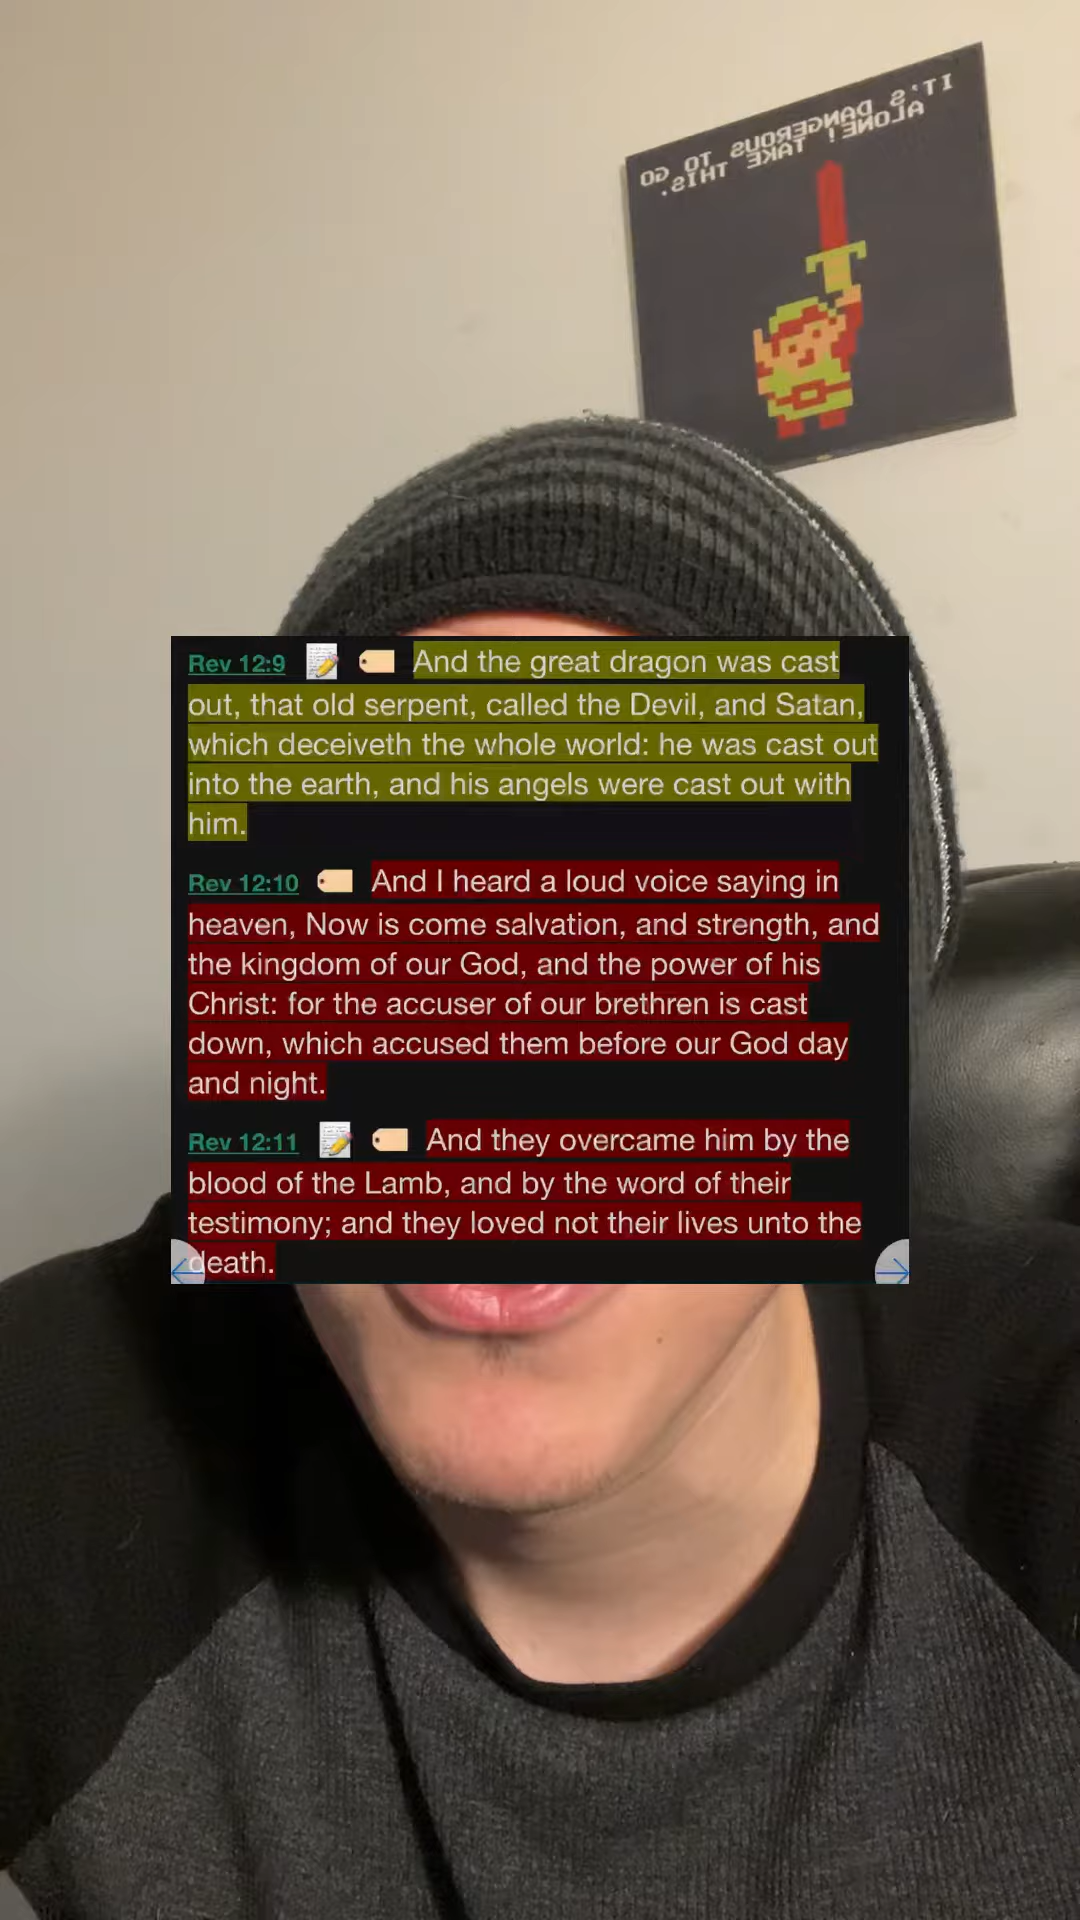 IT'S DANGEROUS TO GO
ALONE! TAKE THIS.
Rev 12:9 And the great dragon was cast
out, that old serpent, called the Devil, and Satan,
which deceiveth the whole world: he was cast out
into the earth, and his angels were cast out with
him.
Rev 12:10 And I heard a loud voice saying in
heaven, Now is come salvation, and strength, and
the kingdom of our God, and the power of his
Christ: for the accuser of our brethren is cast
down, which accused them before our God day
and night.
Rev 12:11 And they overcame him by the
blood of the Lamb, and by the word of their
testimony; and they loved not their lives unto the
death.